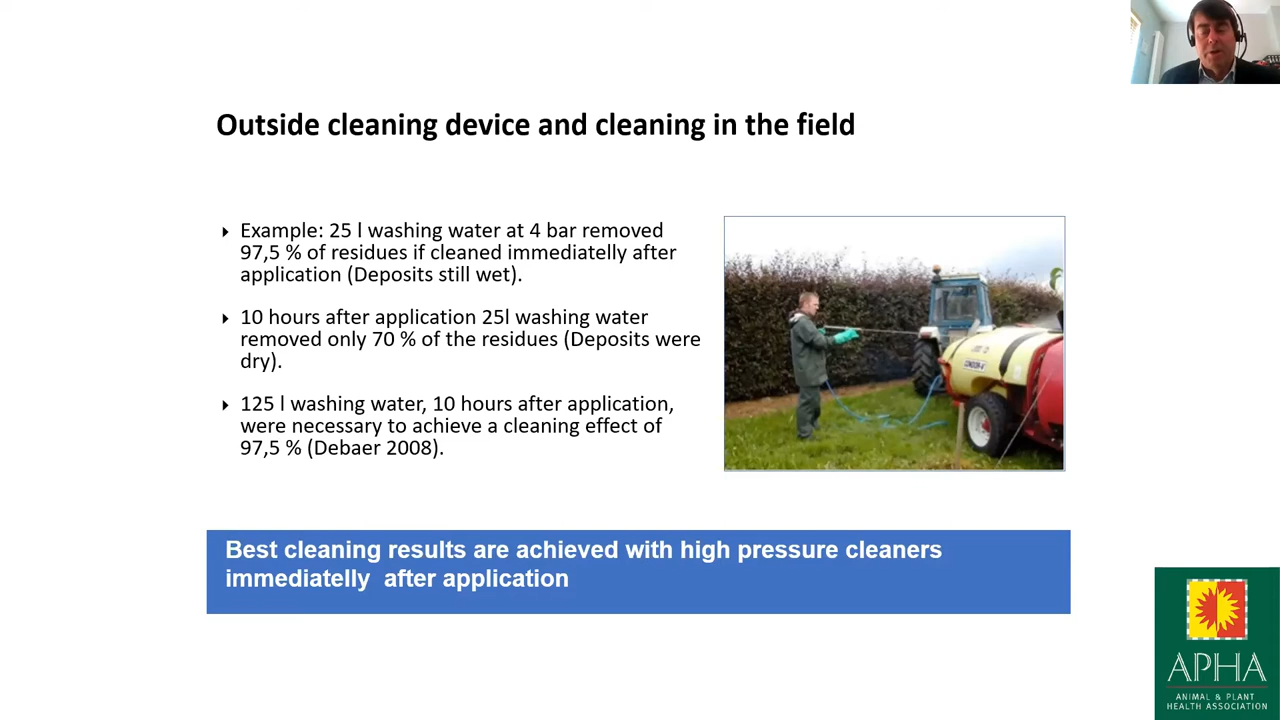 Outside cleaning device and cleaning in the field
Example: 25 l washing water at 4 bar removed
97,5 % of residues if cleaned immediatelly after
application (Deposits still wet).
10 hours after application 25l washing water
removed only 70 % of the residues (Deposits were
dry).
125 l washing water, 10 hours after application,
were necessary to achieve a cleaning effect of
97,5 % (Debaer 2008).
CONDOR-V
Best cleaning results are achieved with high pressure cleaners
immediatelly  after application
APHA
ANIMAL & PLANT
HEALTH ASSOCIATION